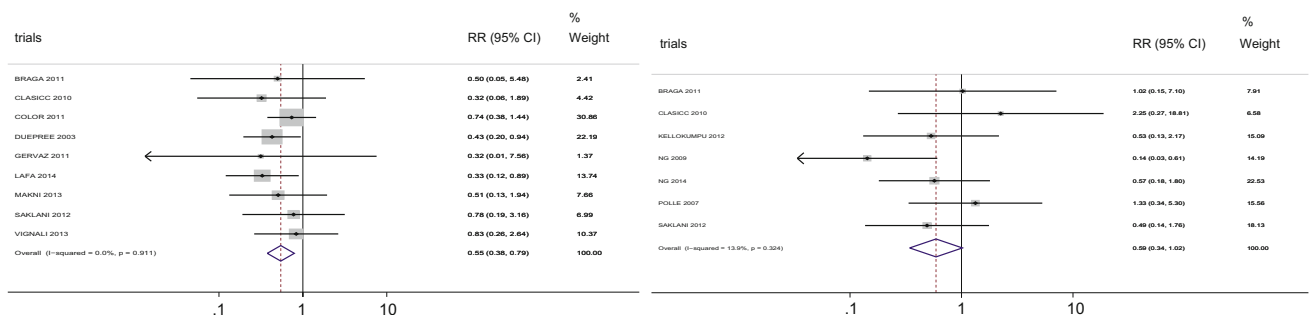 %
trials RR (95% CI) Weight
BRAGA 2011 0.50 (0.05, 5.48) 2.41
CLASICC 2010 0.32 (0.06, 1.89) 4.42
COLOR 2011 0.74 (0.38, 1.44) 30.86
DUEPREE 2003 0.43 (0.20, 0.94) 22.19
GERVAZ 2011 0.32 (0.01, 7.56) 1.37
LAFA 2014 0.33 (0.12, 0.89) 13.74
MAKNI 2013 0.51 (0.13, 1.94) 7.66
SAKLANI 2012 0.78 (0.19, 3.16) 6.99
VIGNALI 2013 0.83 (0.26, 2.64) 10.37
Overall (I-squared = 0.0%, p = 0.911) 0.55 (0.38, 0.79) 100.00
.1 1 10
%
trials RR (95% CI) Weight
BRAGA 2011 1.02 (0.15, 7.10) 7.91
CLASICC 2010 2.25 (0.27, 18.81) 6.58
KELLOKUMPU 2012 0.53 (0.13, 2.17) 15.09
NG 2009 0.14 (0.03, 0.61) 14.19
NG 2014 0.57 (0.18, 1.80) 22.53
POLLE 2007 1.33 (0.34, 5.30) 15.56
SAKLANI 2012 0.49 (0.14, 1.76) 18.13
Overall (I-squared = 13.9%, p = 0.324) 0.59 (0.34, 1.02) 100.00
.1 1 10